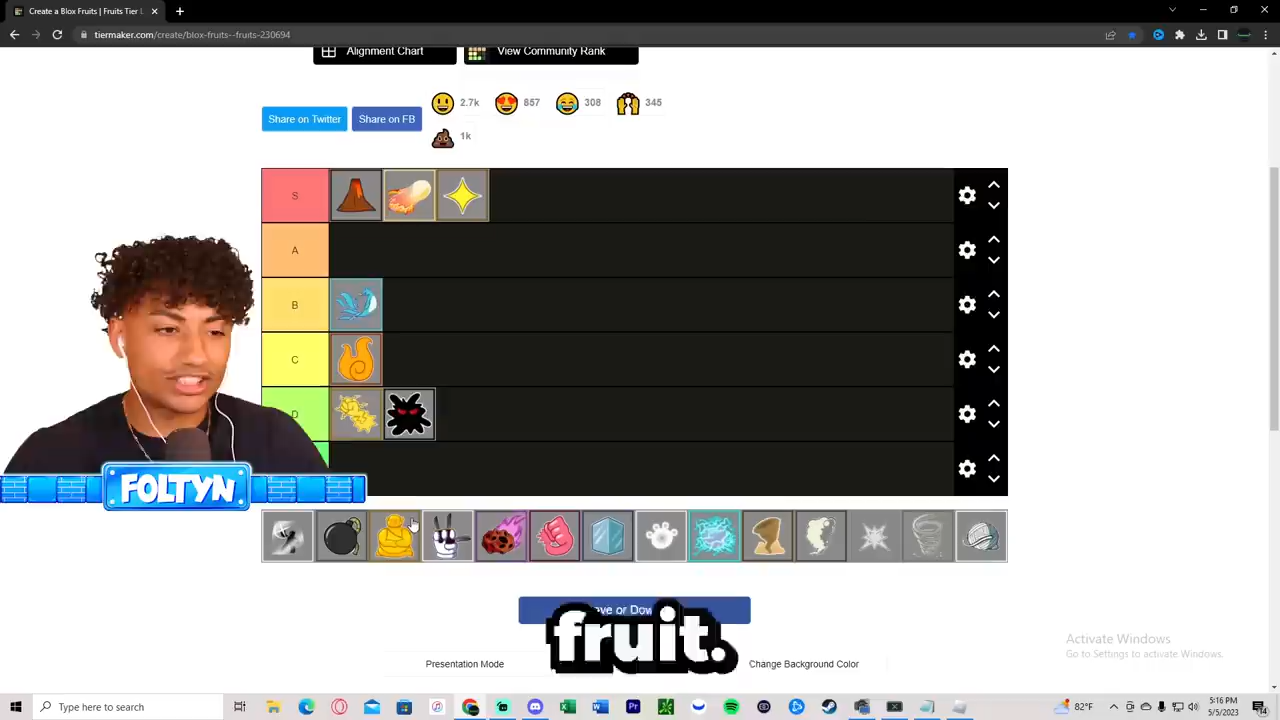 Create a Blox Fruits | Fruits Tier L
tiermaker.com/create/blox-fruits--fruits-230694
Alignment Chart
View Community Rank
Share on Twitter
Share on FB
2.7k
857
308
345
1k
S
A
B
C
D
FOLTYN
fruit.
Presentation Mode
Change Background Color
Activate Windows
Go to Settings to activate Windows.
Type here to search
82°F
5:16 PM
5/5/2023